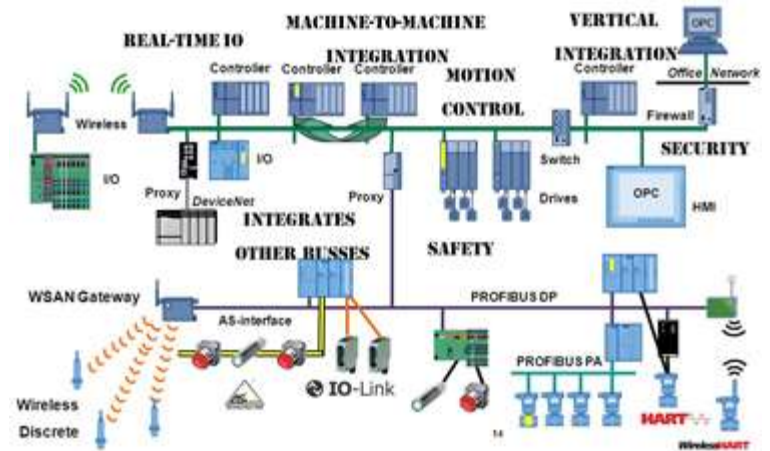 REAL-TIME IO
MACHINE-TO-MACHINE
INTEGRATION
VERTICAL
INTEGRATION
OPC
Controller
Controller
Controller
MOTION
CONTROL
Controller
Office Network
Firewall
Wireless
I/O
I/O
Switch
SECURITY
Proxy
DeviceNet
Proxy
Drives
OPC
HMI
INTEGRATES
OTHER BUSSES
SAFETY
WSAN Gateway
AS-interface
PROFIBUS DP
PROFIBUS PA
IO-Link
Wireless
Discrete
HART
14
WirelessHART